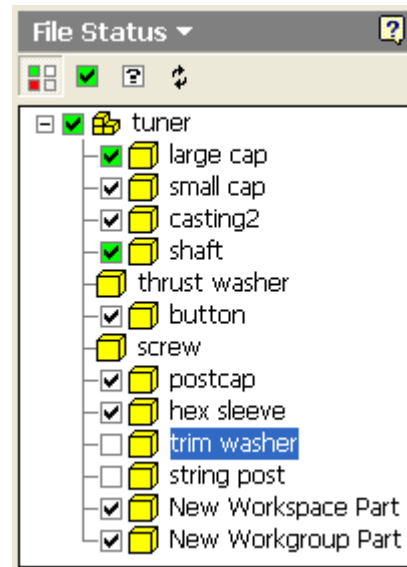 File Status
tuner
large cap
small cap
casting2
shaft
thrust washer
button
screw
postcap
hex sleeve
trim washer
string post
New Workspace Part
New Workgroup Part